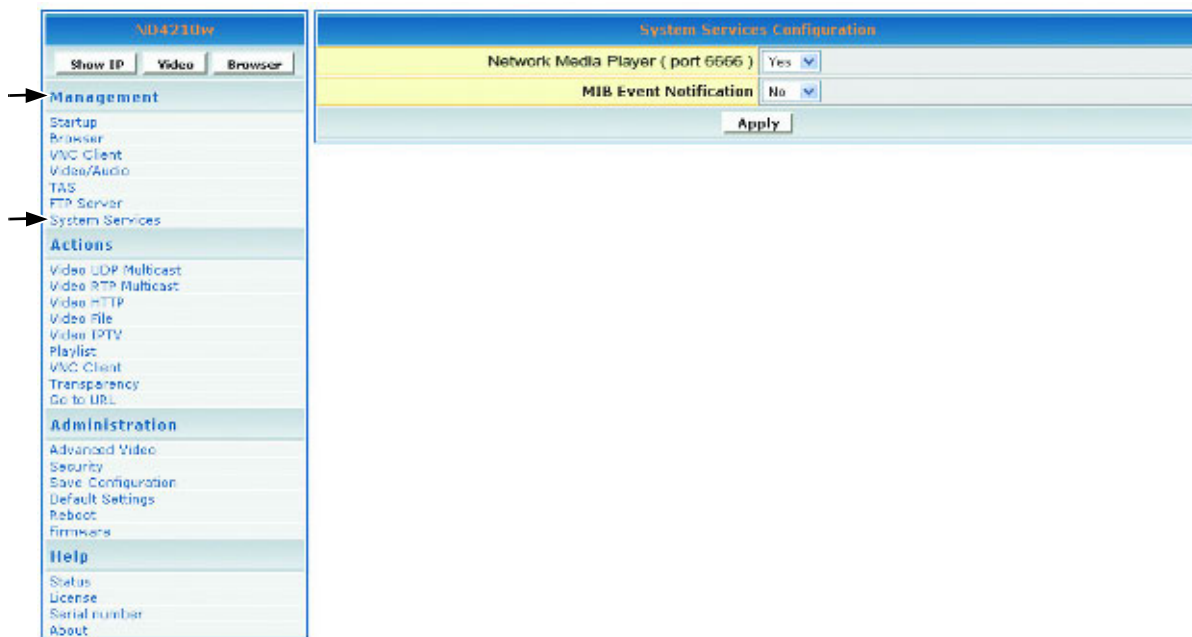 ND4210w
Show IP Video Browser
Management
Startup
Browser
VNC Client
Video/Audio
TAS
FTP Server
System Services
Actions
Video UDP Multicast
Video RTP Multicast
Video HTTP
Video File
Video IPTV
Playlist
VNC Client
Transparency
Go to URL
Administration
Advanced Video
Security
Save Configuration
Default Settings
Reboot
Firmware
Help
Status
License
Serial number
About
System Services Configuration
Network Media Player ( port 6666 ) Yes
MIB Event Notification No
Apply